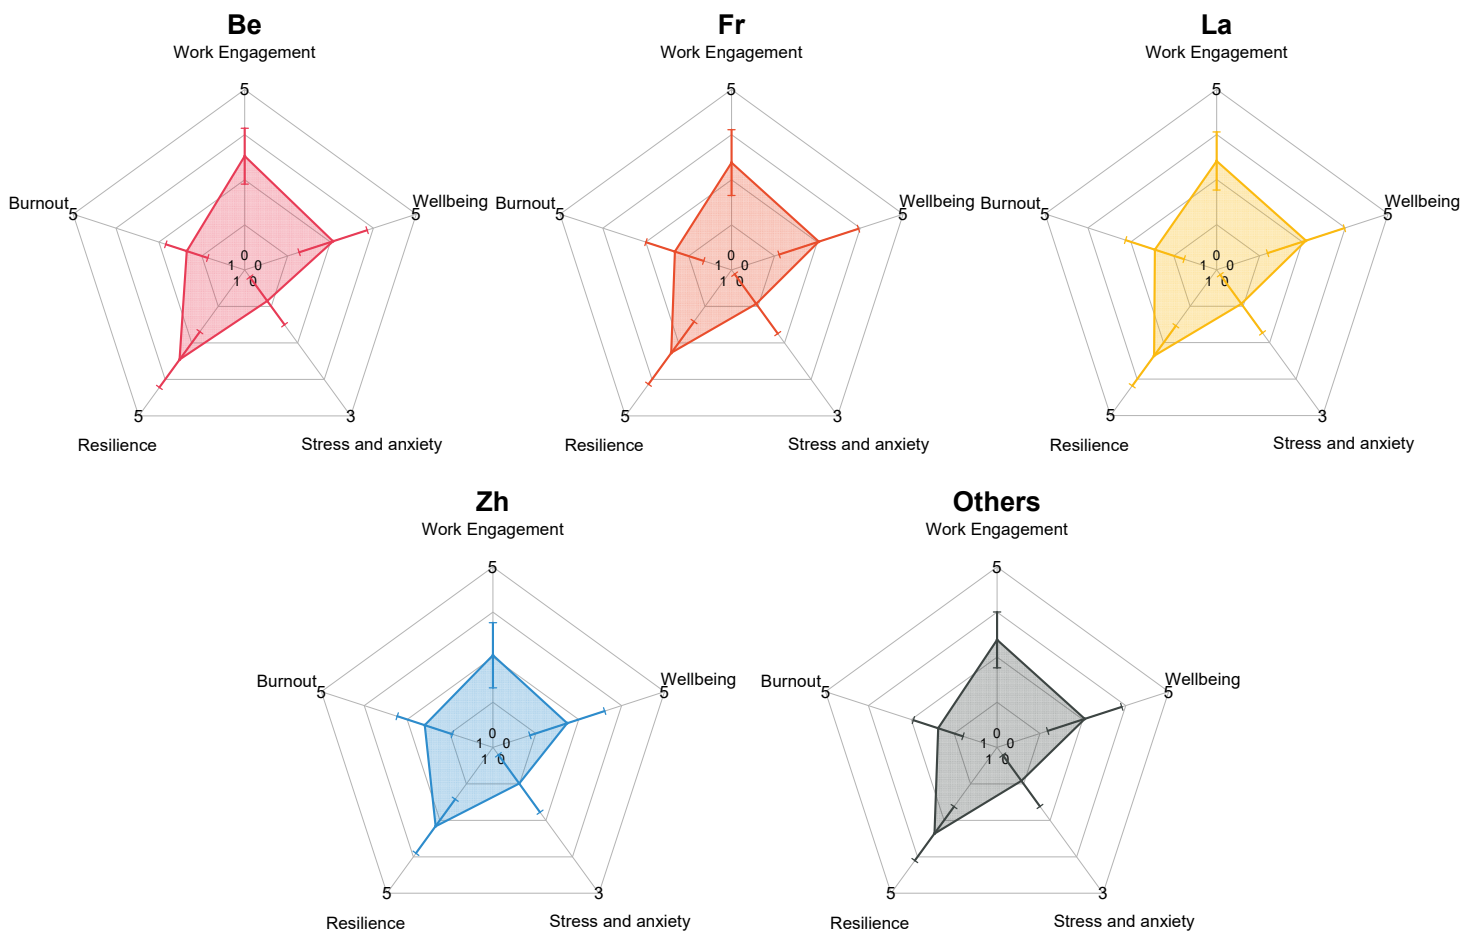 Be
Work Engagement
5
Burnout 5
Wellbeing
5
0
1 0
1 0
5
3
Resilience
Stress and anxiety
Fr
Work Engagement
5
Burnout
5
Wellbeing
5
0
1 0
1 0
5
3
Resilience
Stress and anxiety
La
Work Engagement
5
Burnout
5
Wellbeing
5
0
1 0
1 0
5
3
Resilience
Stress and anxiety
Zh
Work Engagement
5
Burnout
5
Wellbeing
5
0
1 0
1 0
5
3
Resilience
Stress and anxiety
Others
Work Engagement
5
Burnout
5
Wellbeing
5
0
1 0
1 0
5
3
Resilience
Stress and anxiety